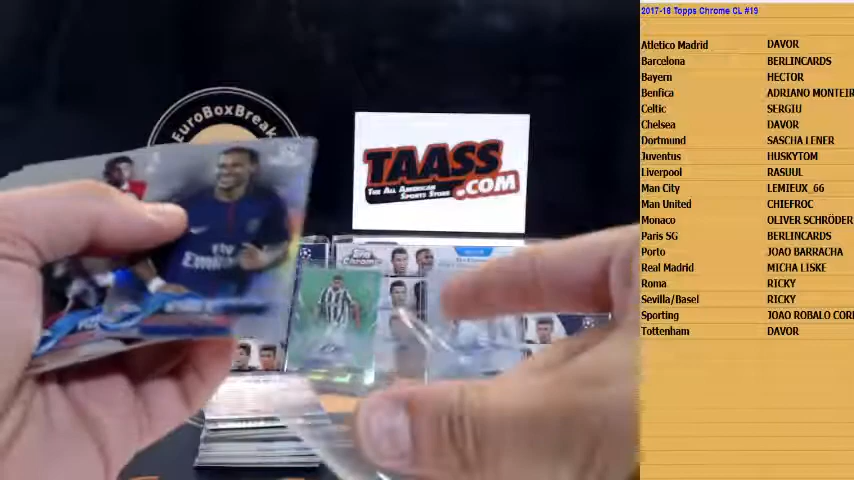 2017-18 Topps Chrome CL #19
Atletico Madrid DAVOR
Barcelona BERLINCARDS
Bayern HECTOR
Benfica ADRIANO MONTEIR
Celtic SERGIU
Chelsea DAVOR
Dortmund SASCHA LENER
Juventus HUSKYTOM
Liverpool RASUUL
Man City LEMIEUX_66
Man United CHIEFROC
Monaco OLIVER SCHRÖDER
Paris SG BERLINCARDS
Porto JOAO BARRACHA
Real Madrid MICHA LISKE
Roma RICKY
Sevilla/Basel RICKY
Sporting JOAO ROBALO COR
Tottenham DAVOR
EuroBoxBreak
TAASS
THE ALL AMERICAN
SPORTS STORE
.COM
Fly
Topps
Chrome